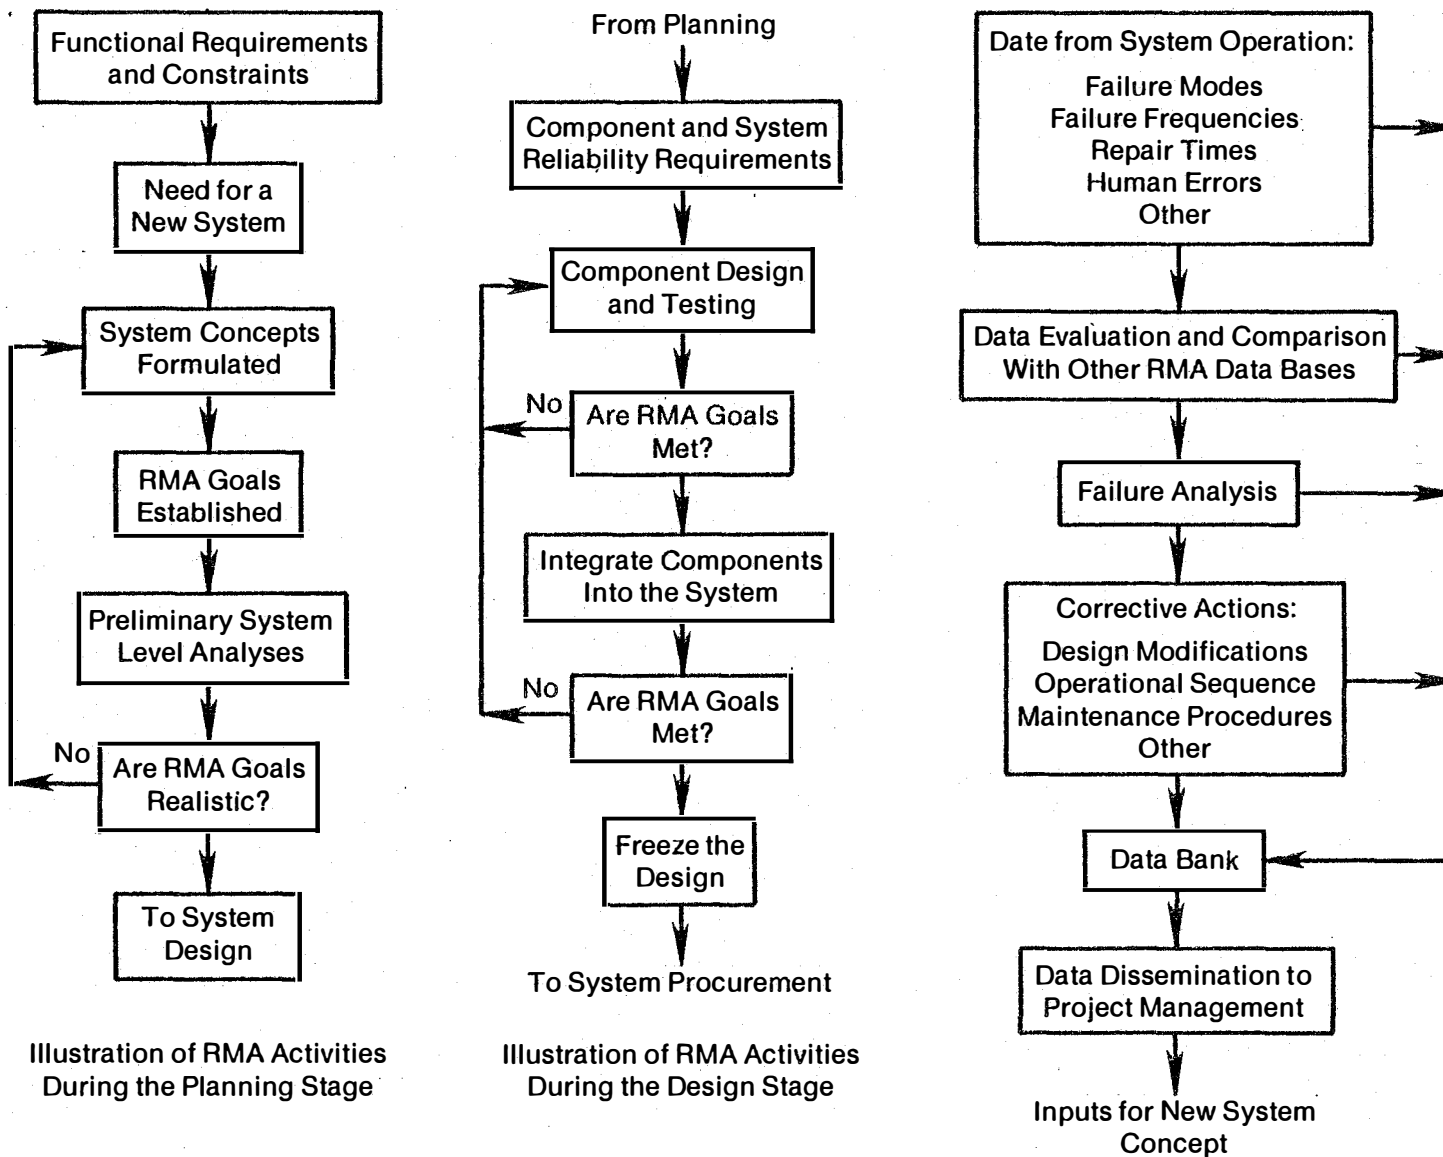 Functional Requirements
and Constraints
Need for a
New System
System Concepts
Formulated
RMA Goals
Established
Preliminary System
Level Analyses
No
Are RMA Goals
Realistic?
To System
Design
Illustration of RMA Activities
During the Planning Stage
From Planning
Component and System
Reliability Requirements
Component Design
and Testing
No
Are RMA Goals
Met?
Integrate Components
Into the System
No
Are RMA Goals
Met?
Freeze the
Design
To System Procurement
Illustration of RMA Activities
During the Design Stage
Date from System Operation:
Failure Modes
Failure Frequencies
Repair Times
Human Errors
Other
Data Evaluation and Comparison
With Other RMA Data Bases
Failure Analysis
Corrective Actions:
Design Modifications
Operational Sequence
Maintenance Procedures
Other
Data Bank
Data Dissemination to
Project Management
Inputs for New System
Concept